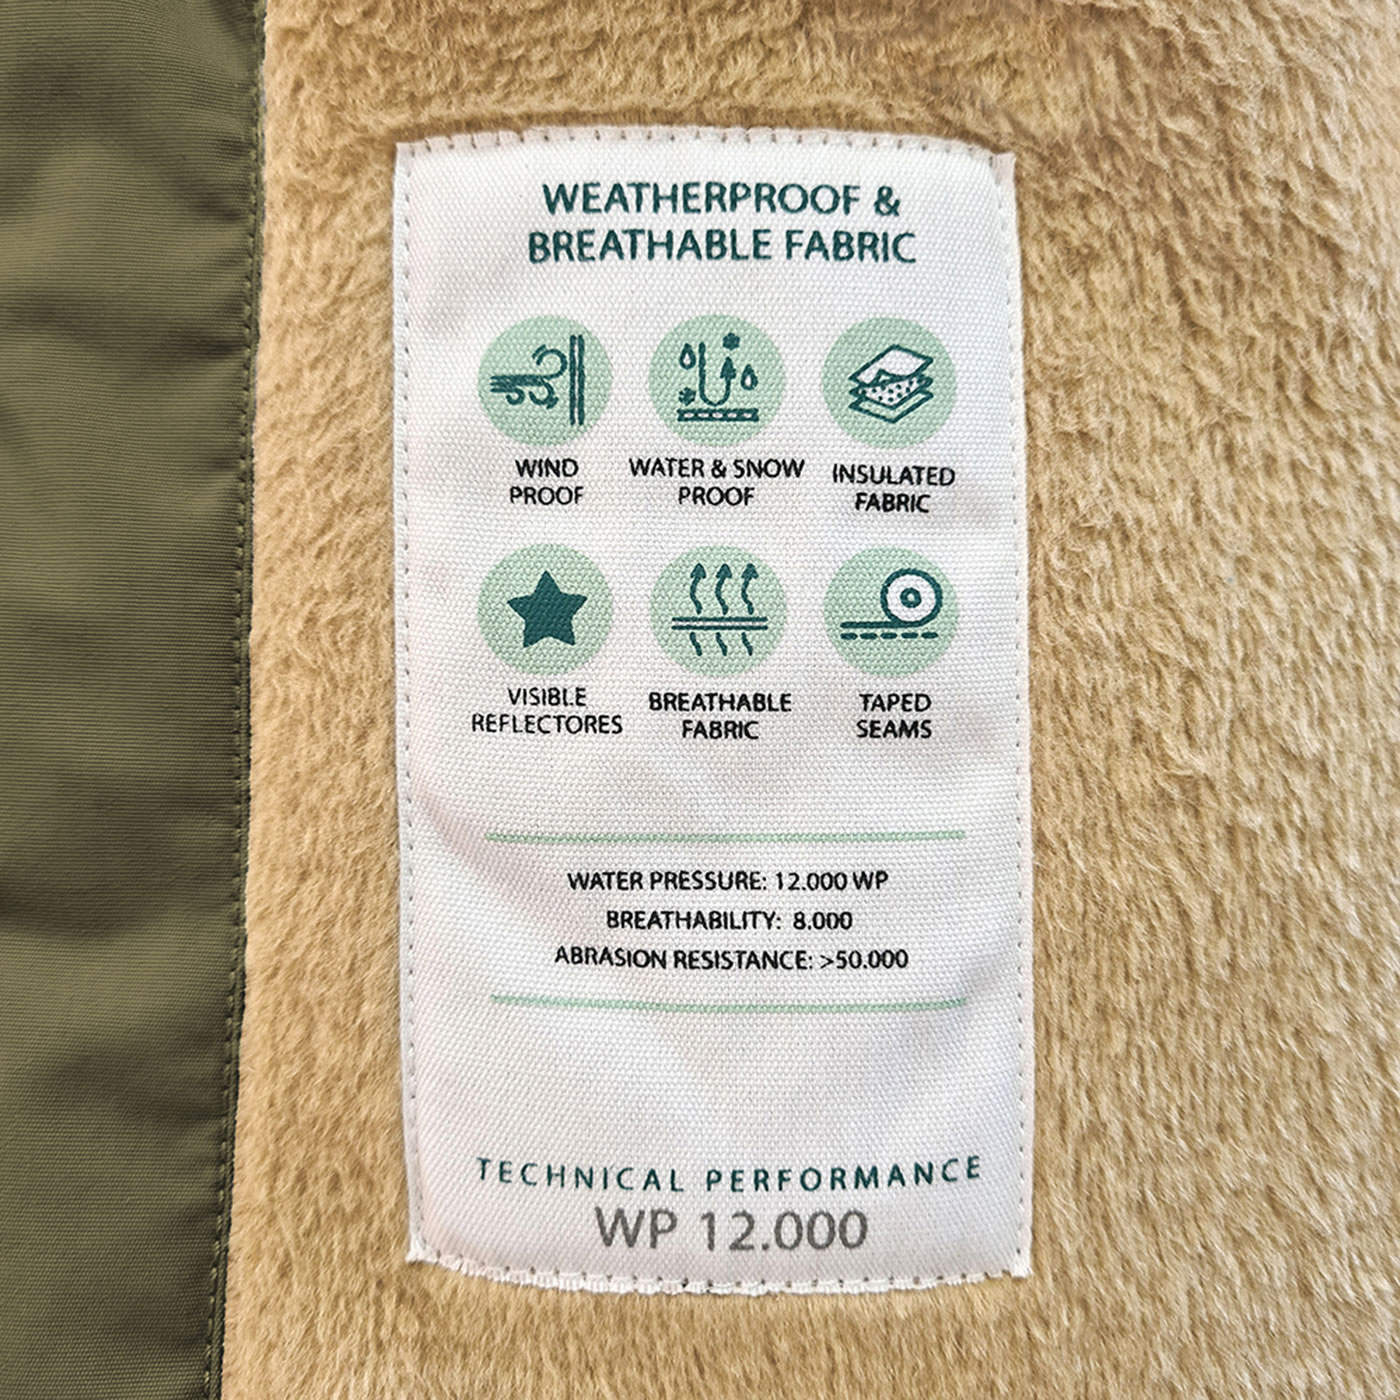 WEATHERPROOF &
BREATHABLE FABRIC
WIND
PROOF
WATER & SNOW
PROOF
INSULATED
FABRIC
VISIBLE
REFLECTORES
BREATHABLE
FABRIC
TAPED
SEAMS
WATER PRESSURE: 12.000 WP
BREATHABILITY: 8.000
ABRASION RESISTANCE: >50.000
TECHNICAL PERFORMANCE
WP 12.000